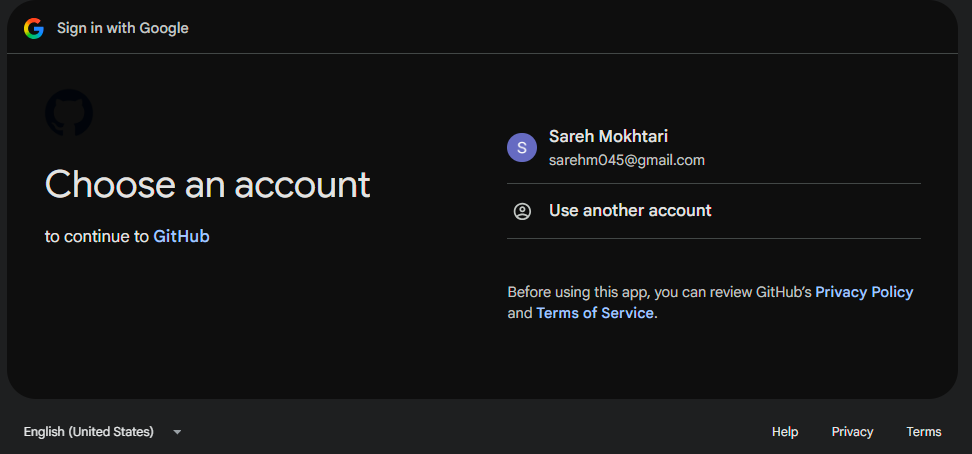 Sign in with Google
Choose an account
to continue to GitHub
S
Sareh Mokhtari
sarehm045@gmail.com
Use another account
Before using this app, you can review GitHub’s Privacy Policy
and Terms of Service.
English (United States)
Help
Privacy
Terms